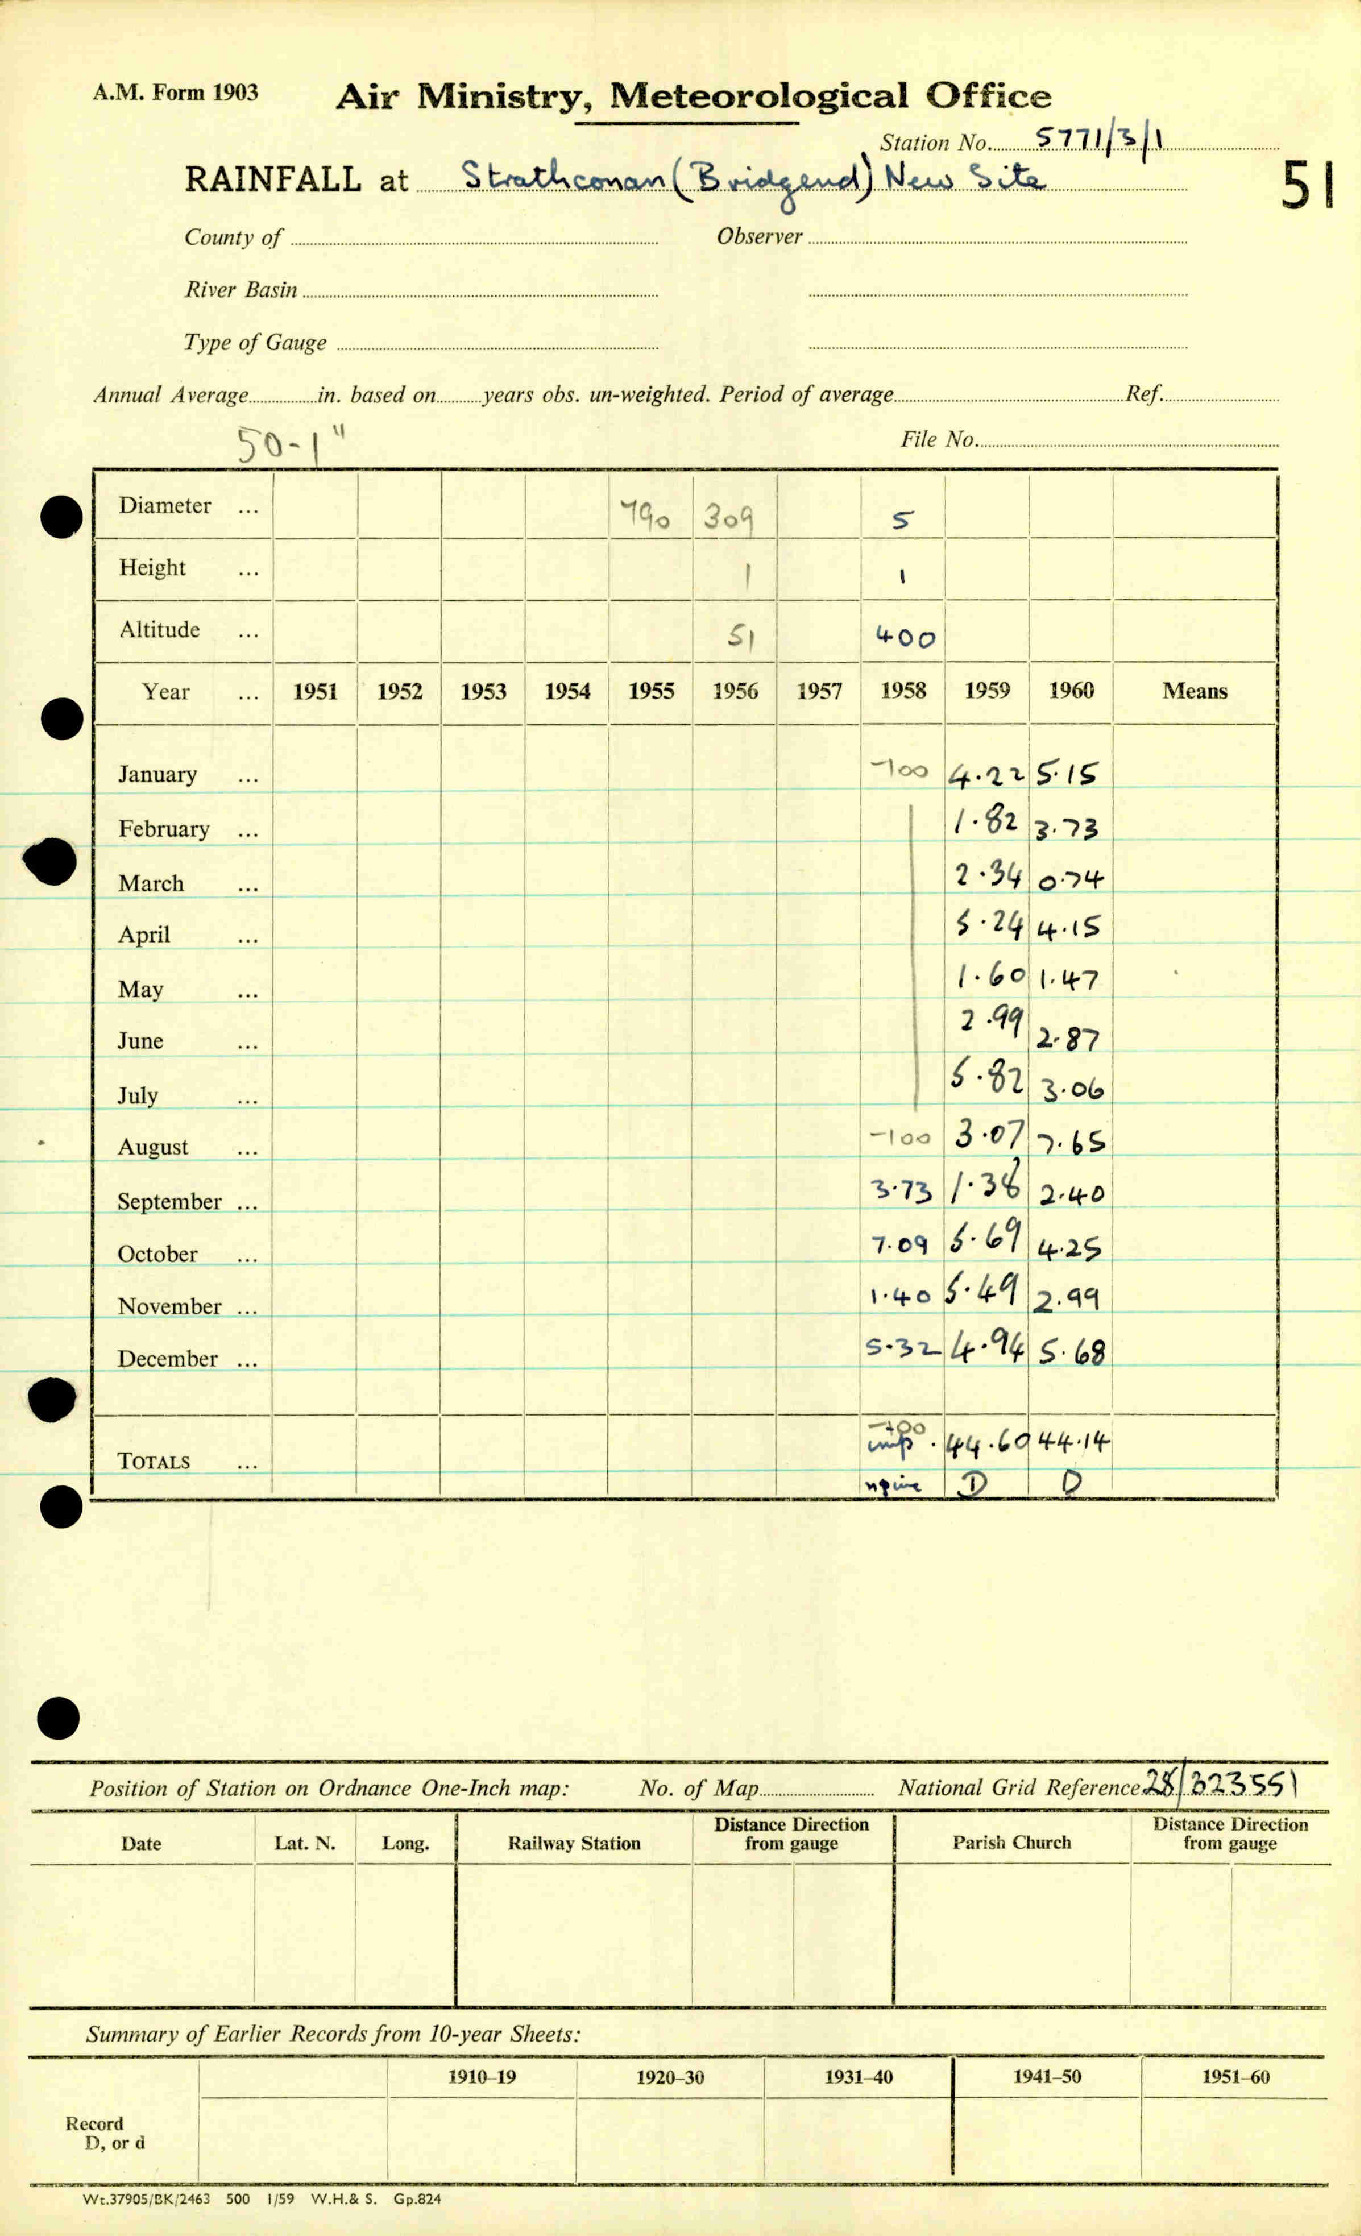 A.M. Form 1903 Air Ministry, Meteorological Office
Station No. 5771/3/1
RAINFALL at Strathconan (Bridgend) New Site 51
County of Observer
River Basin
Type of Gauge
Annual Average in. based on years obs. un-weighted. Period of average Ref.
50-1" File No.
Diameter ... 790 309 5
Height ... 1 1
Altitude ... 51 400
Year ... 1951 1952 1953 1954 1955 1956 1957 1958 1959 1960 Means
January ... -100 4.22 5.15
February ... 1.82 3.73
March ... 2.34 0.74
April ... 5.24 4.15
May ... 1.60 1.47
June ... 2.99 2.87
July ... 5.82 3.06
August ... -100 3.07 7.65
September ... 3.73 1.38 2.40
October ... 7.09 5.69 4.25
November ... 1.40 5.49 2.99
December ... 5.32 4.94 5.68
-100
TOTALS ... imp. 44.60 44.14
D D
Position of Station on Ordnance One-Inch map: No. of Map National Grid Reference 28/323551
Date Lat. N. Long. Railway Station Distance Direction from gauge Parish Church Distance Direction from gauge
Summary of Earlier Records from 10-year Sheets:
1910-19 1920-30 1931-40 1941-50 1951-60
Record
D, or d
Wt.37905/BK/2463 500 1/59 W.H.& S. Gp.824